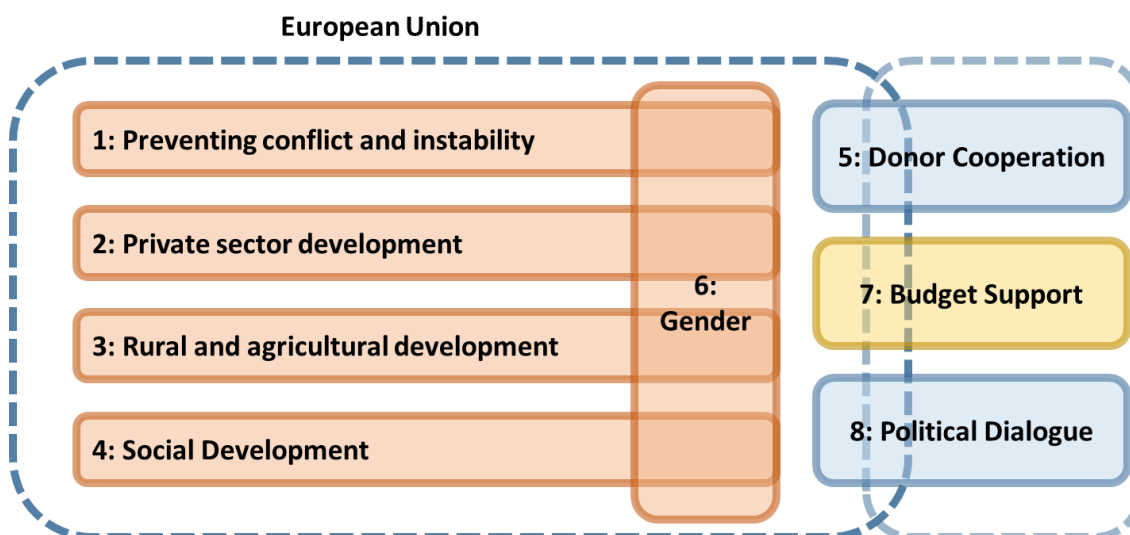 European Union
1: Preventing conflict and instability
2: Private sector development
3: Rural and agricultural development
4: Social Development
6:
Gender
5: Donor Cooperation
7: Budget Support
8: Political Dialogue